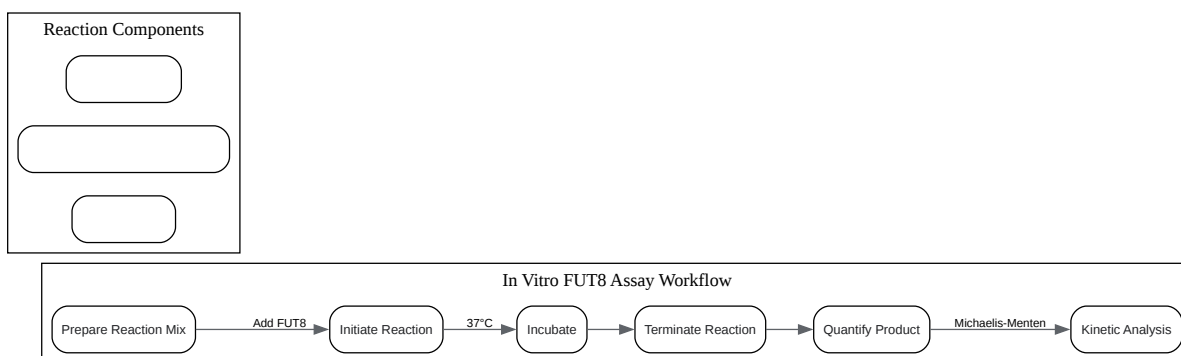 Reaction Components
In Vitro FUT8 Assay Workflow
Prepare Reaction Mix
Add FUT8
Initiate Reaction
37°C
Incubate
Terminate Reaction
Quantify Product
Michaelis-Menten
Kinetic Analysis